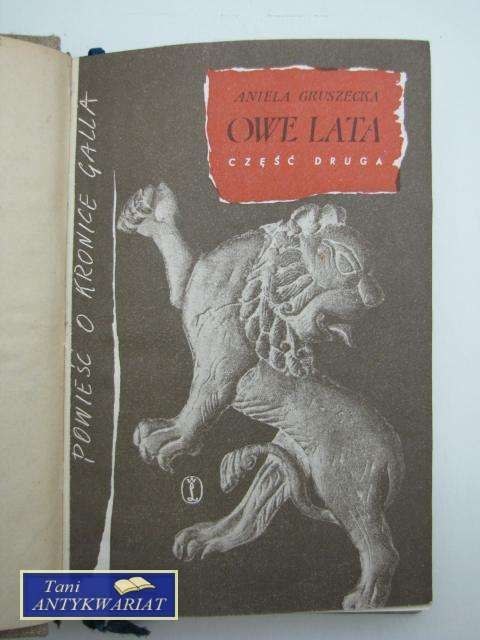 ANIELA GRUSZECKA
OWE LATA
CZĘŚĆ DRUGA
POWIEŚĆ O KRONICE GALLA
Tani
ANTYKWARIAT